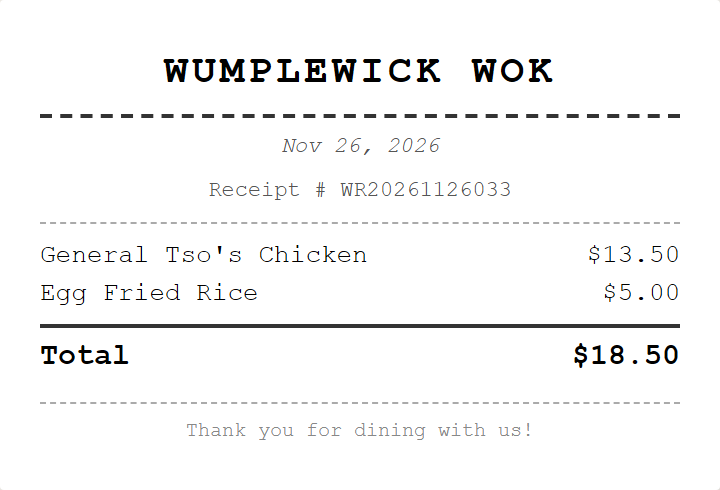 WUMPLEWICK WOK
Nov 26, 2026
Receipt # WR20261126033
General Tso's Chicken $13.50
Egg Fried Rice $5.00
Total $18.50
Thank you for dining with us!